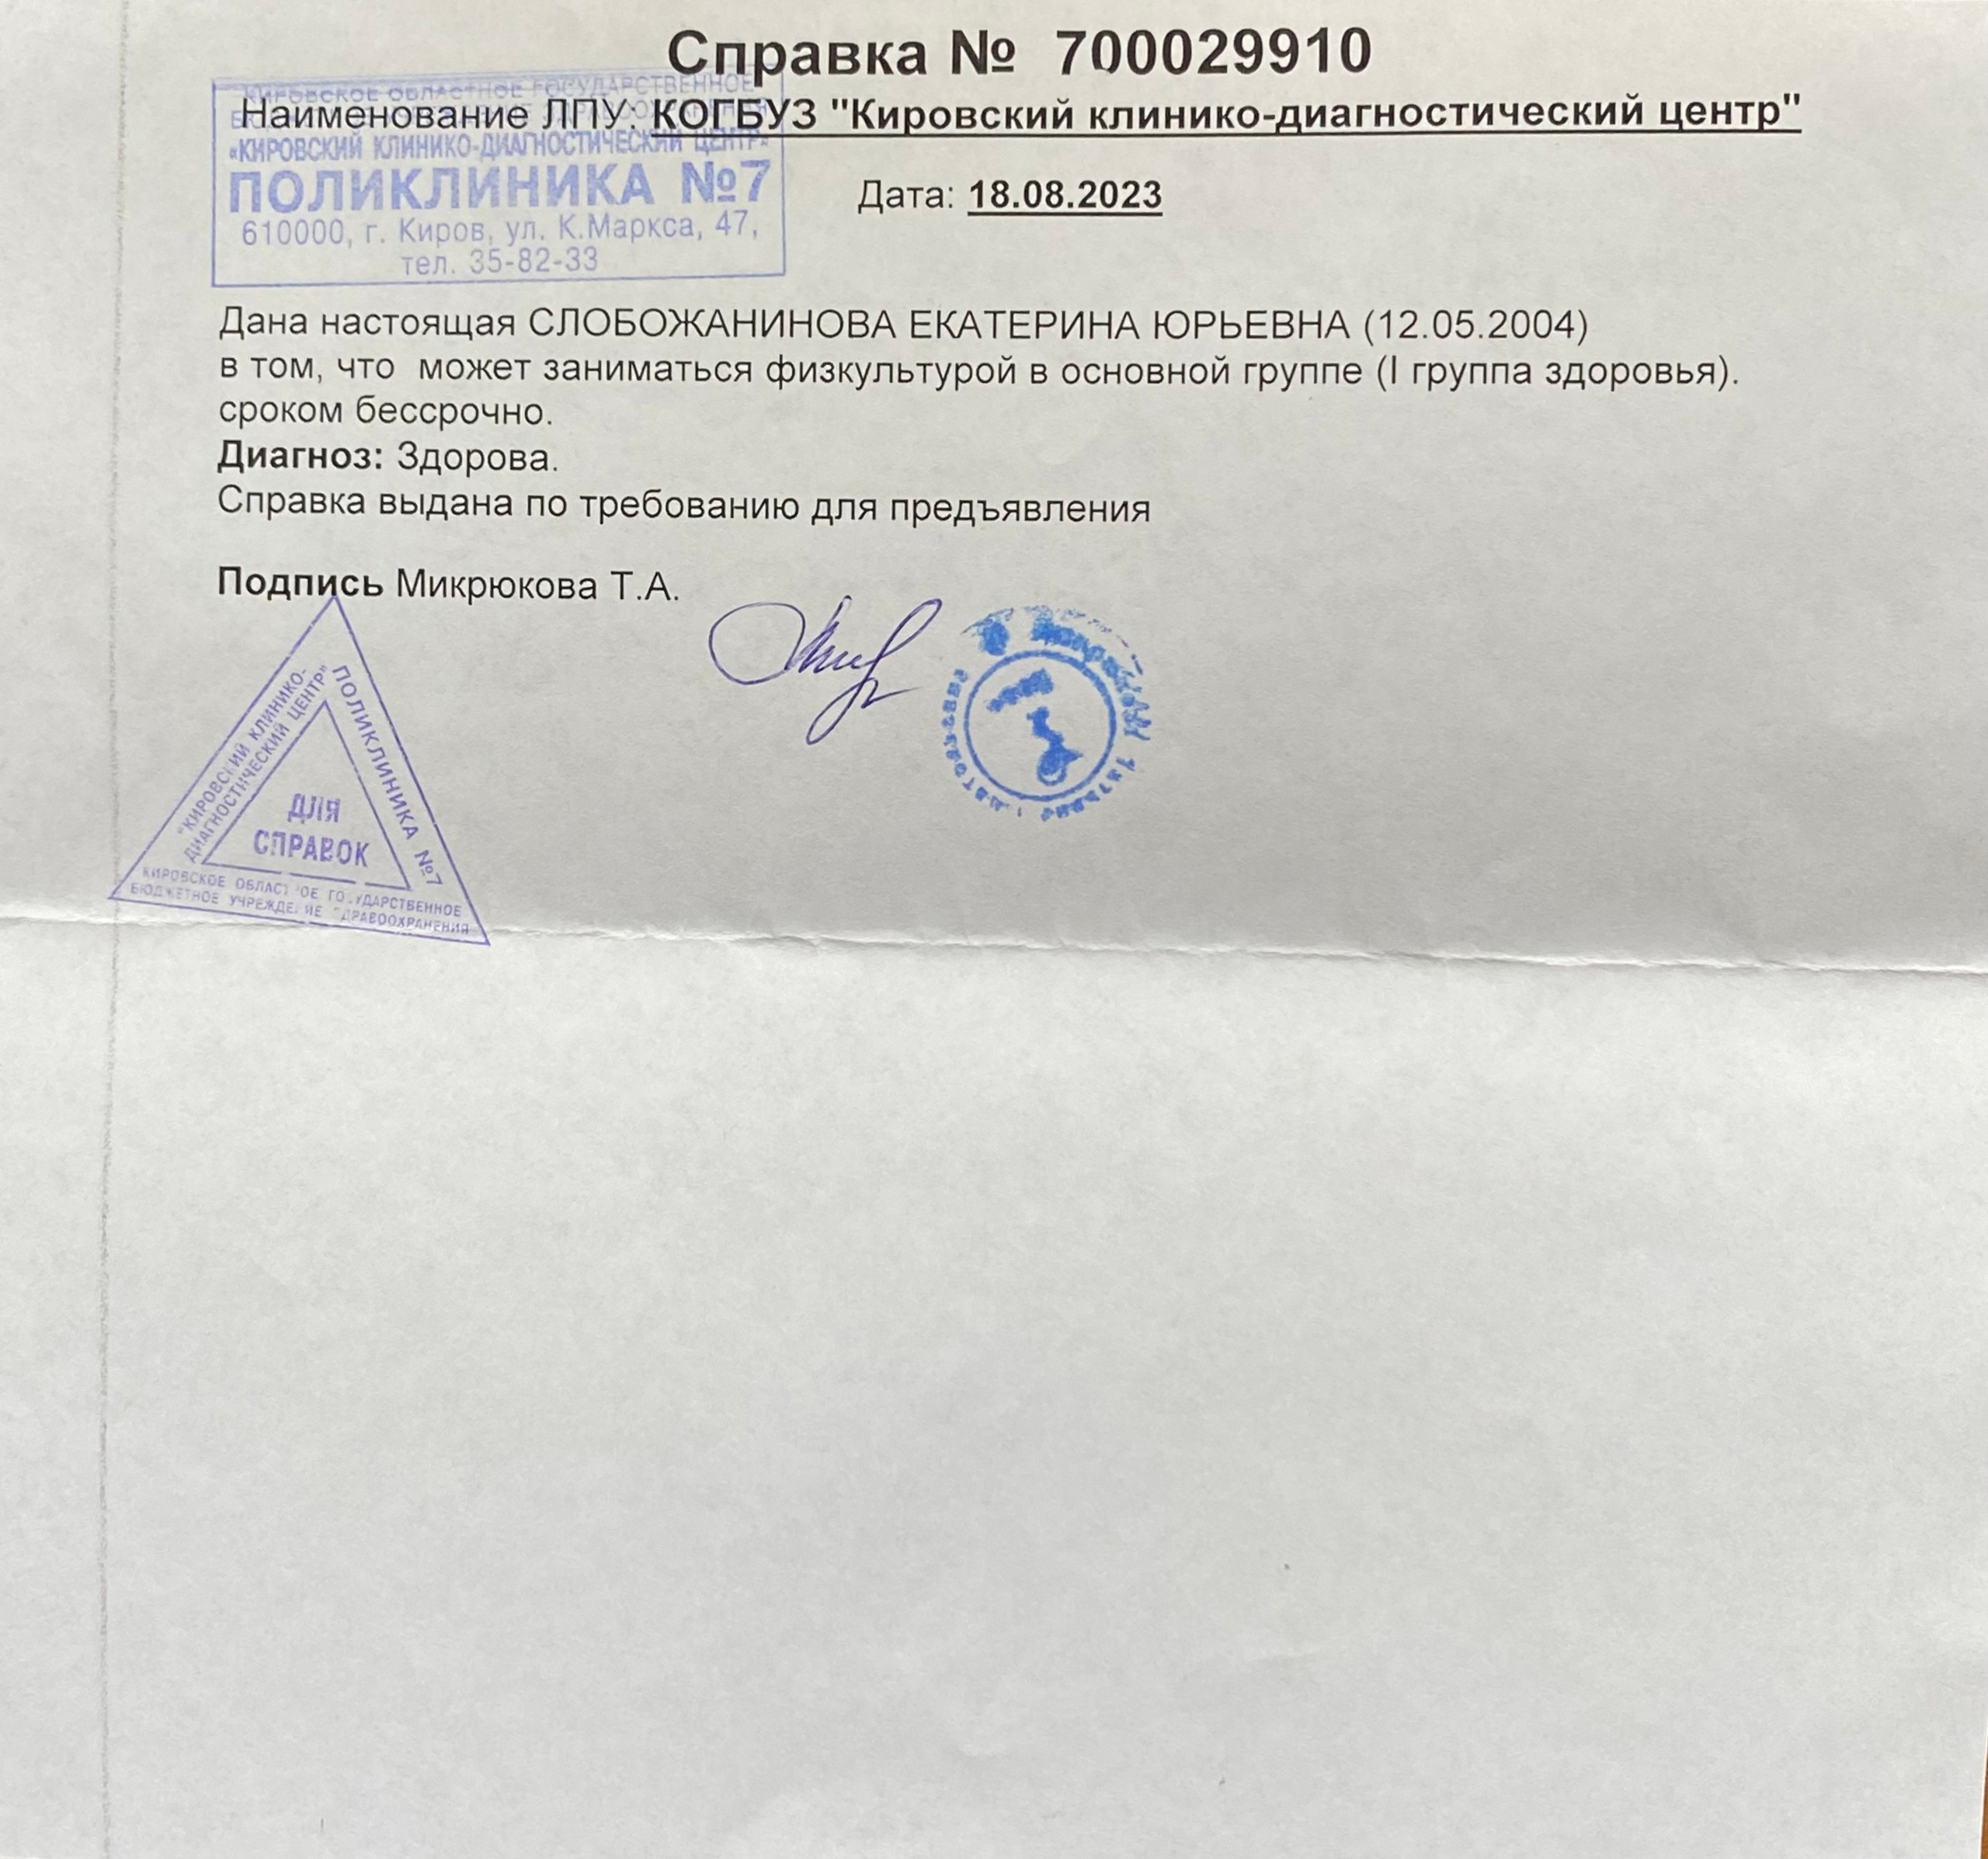 Справка № 700029910
Наименование ЛПУ: КОГБУЗ "Кировский клинико-диагностический центр"
КИРОВСКОЕ ОБЛАСТНОЕ ГОСУДАРСТВЕННОЕ
«КИРОВСКИЙ КЛИНИКО-ДИАГНОСТИЧЕСКИЙ ЦЕНТР»
ПОЛИКЛИНИКА №7
610000, г. Киров, ул. К.Маркса, 47,
тел. 35-82-33
Дата: 18.08.2023
Дана настоящая СЛОБОЖАНИНОВА ЕКАТЕРИНА ЮРЬЕВНА (12.05.2004)
в том, что может заниматься физкультурой в основной группе (I группа здоровья).
сроком бессрочно.
Диагноз: Здорова.
Справка выдана по требованию для предъявления
Подпись Микрюкова Т.А.
"КИРОВСКИЙ КЛИНИКО-
ДИАГНОСТИЧЕСКИЙ ЦЕНТР"
ПОЛИКЛИНИКА №7
ДЛЯ
СПРАВОК
КИРОВСКОЕ ОБЛАСТНОЕ ГОСУДАРСТВЕННОЕ
БЮДЖЕТНОЕ УЧРЕЖДЕНИЕ ЗДРАВООХРАНЕНИЯ